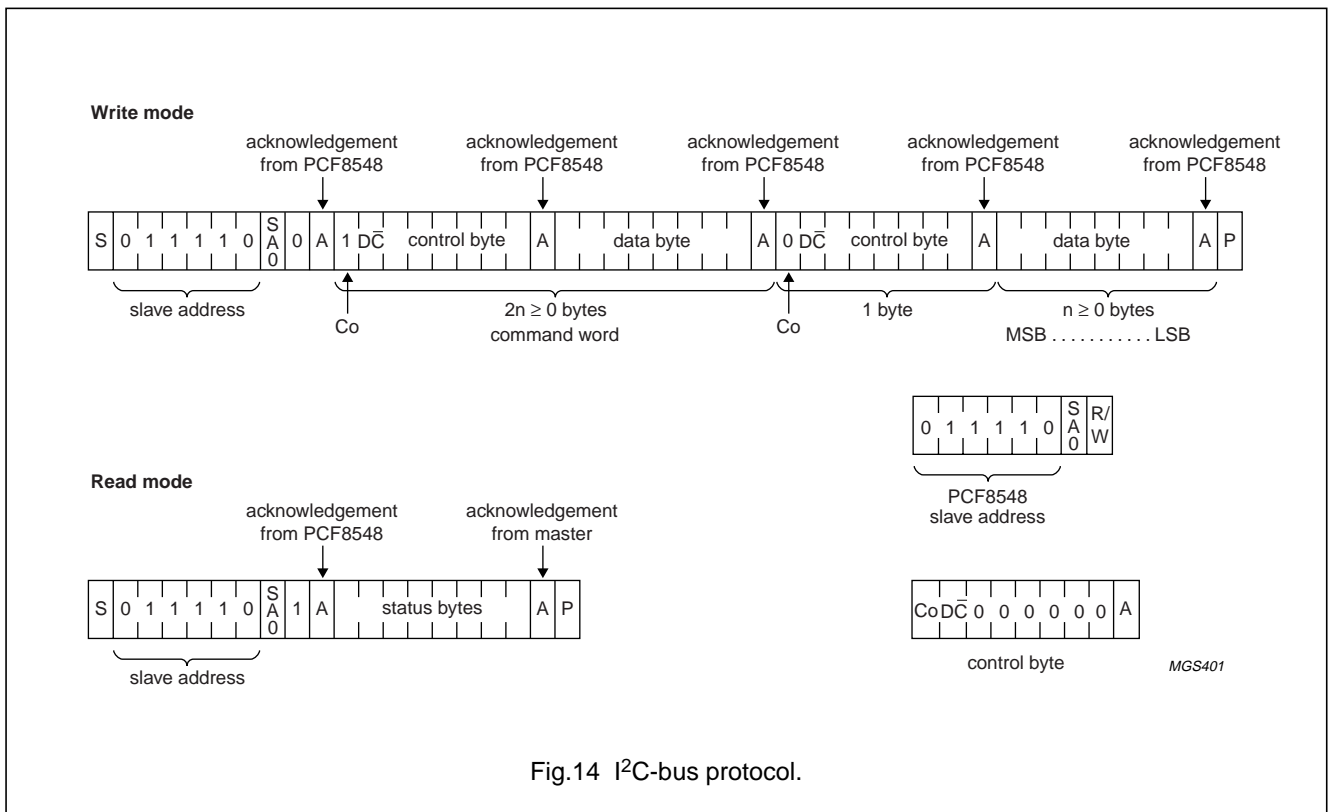 Write mode
acknowledgement
from PCF8548
acknowledgement
from PCF8548
acknowledgement
from PCF8548
acknowledgement
from PCF8548
acknowledgement
from PCF8548
S 0 1 1 1 1 0 SA0 0 A 1 DC̅ control byte A data byte A 0 DC̅ control byte A data byte A P
slave address
Co
2n ≥ 0 bytes
command word
Co
1 byte
n ≥ 0 bytes
MSB . . . . . . . . . . . LSB
0 1 1 1 1 0 SA0 R/W
PCF8548
slave address
Read mode
acknowledgement
from PCF8548
acknowledgement
from master
S 0 1 1 1 1 0 SA0 1 A status bytes A P
slave address
Co DC̅ 0 0 0 0 0 0 A
control byte
MGS401
Fig.14 I²C-bus protocol.